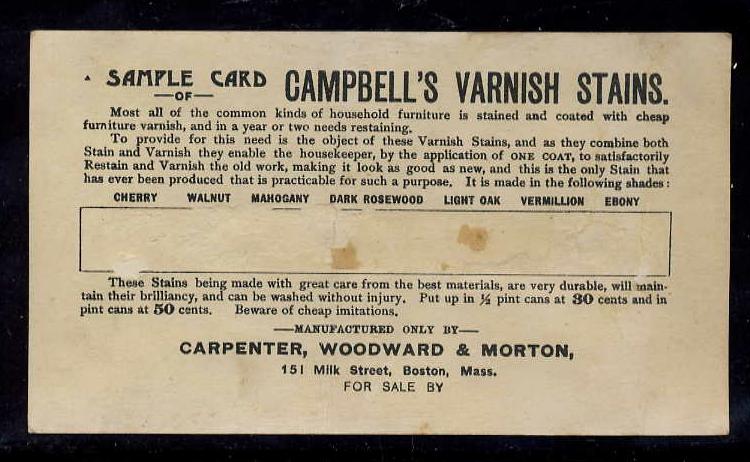 SAMPLE CARD
—OF—
CAMPBELL'S VARNISH STAINS.
Most all of the common kinds of household furniture is stained and coated with cheap
furniture varnish, and in a year or two needs restaining.
To provide for this need is the object of these Varnish Stains, and as they combine both
Stain and Varnish they enable the housekeeper, by the application of ONE COAT, to satisfactorily
Restain and Varnish the old work, making it look as good as new, and this is the only Stain that
has ever been produced that is practicable for such a purpose. It is made in the following shades:
CHERRY WALNUT MAHOGANY DARK ROSEWOOD LIGHT OAK VERMILLION EBONY
These Stains being made with great care from the best materials, are very durable, will main-
tain their brilliancy, and can be washed without injury. Put up in ½ pint cans at 30 cents and in
pint cans at 50 cents. Beware of cheap imitations.
—MANUFACTURED ONLY BY—
CARPENTER, WOODWARD & MORTON,
151 Milk Street, Boston, Mass.
FOR SALE BY